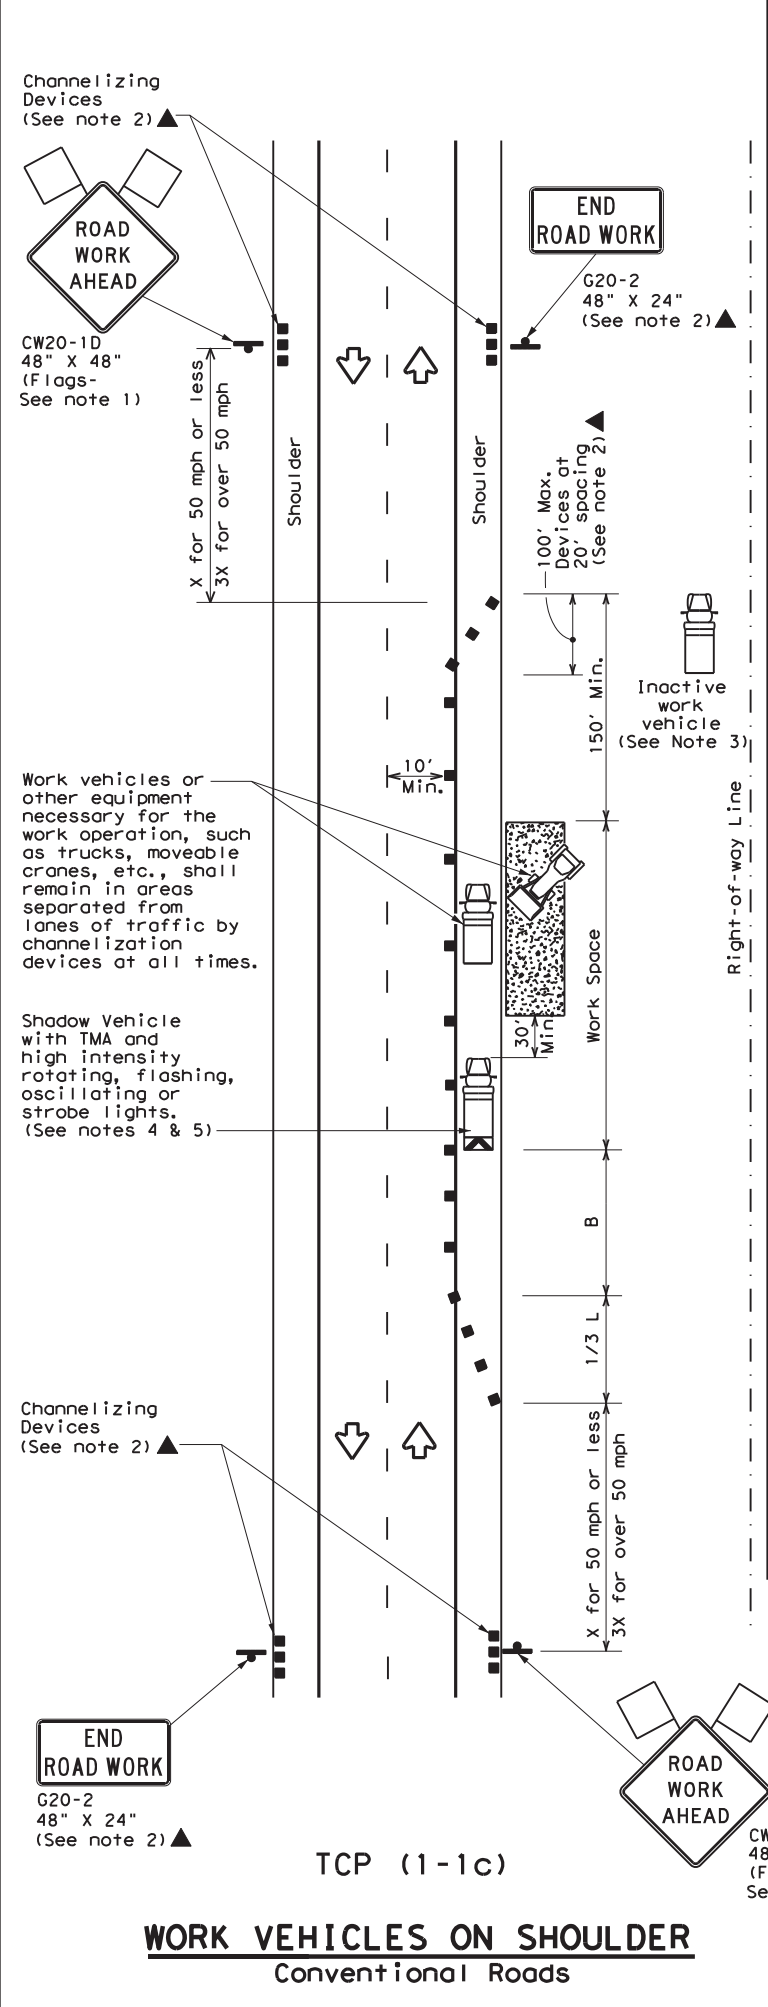 Channelizing
Devices
(See note 2)
ROAD
WORK
AHEAD
CW20-1D
48" X 48"
(Flags-
See note 1)
END
ROAD WORK
G20-2
48" X 24"
(See note 2)
X for 50 mph or less
3X for over 50 mph
Shoulder
Shoulder
100' Max.
Devices at
20' spacing
(See note 2)
150' Min.
Inactive
work
vehicle
(See Note 3)
Right-of-way Line
10'
Min.
Work vehicles or
other equipment
necessary for the
work operation, such
as trucks, moveable
cranes, etc., shall
remain in areas
separated from
lanes of traffic by
channelization
devices at all times.
Work Space
30'
Min.
Shadow Vehicle
with TMA and
high intensity
rotating, flashing,
oscillating or
strobe lights.
(See notes 4 & 5)
B
1/3 L
Channelizing
Devices
(See note 2)
X for 50 mph or less
3X for over 50 mph
END
ROAD WORK
G20-2
48" X 24"
(See note 2)
ROAD
WORK
AHEAD
CW
48
(F
Se
TCP (1-1c)
WORK VEHICLES ON SHOULDER
Conventional Roads